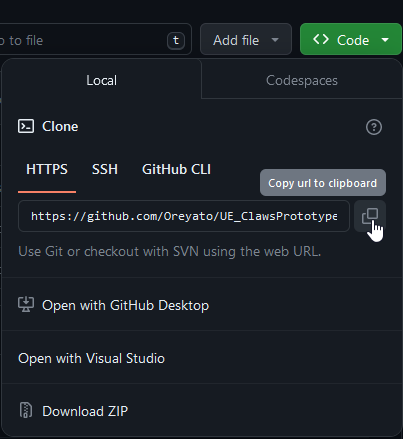 to file t Add file <> Code
Local Codespaces
Clone
HTTPS SSH GitHub CLI
Copy url to clipboard
https://github.com/Oreyato/UE_ClawsPrototype
Use Git or checkout with SVN using the web URL.
Open with GitHub Desktop
Open with Visual Studio
Download ZIP